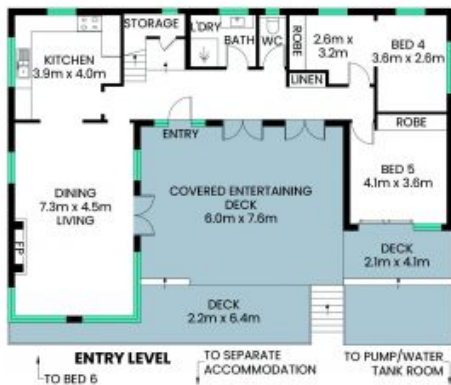 STORAGE
L'DRY
BATH
WC
ROBE
2.6m x
3.2m
BED 4
3.6m x 2.6m
KITCHEN
3.9m x 4.0m
LINEN
ROBE
ENTRY
BED 5
4.1m x 3.6m
DINING
7.3m x 4.5m
LIVING
COVERED ENTERTAINING
DECK
6.0m x 7.6m
FP
DECK
2.1m x 4.1m
DECK
2.2m x 6.4m
ENTRY LEVEL
TO BED 6
TO SEPARATE
ACCOMMODATION
TO PUMP/WATER
TANK ROOM